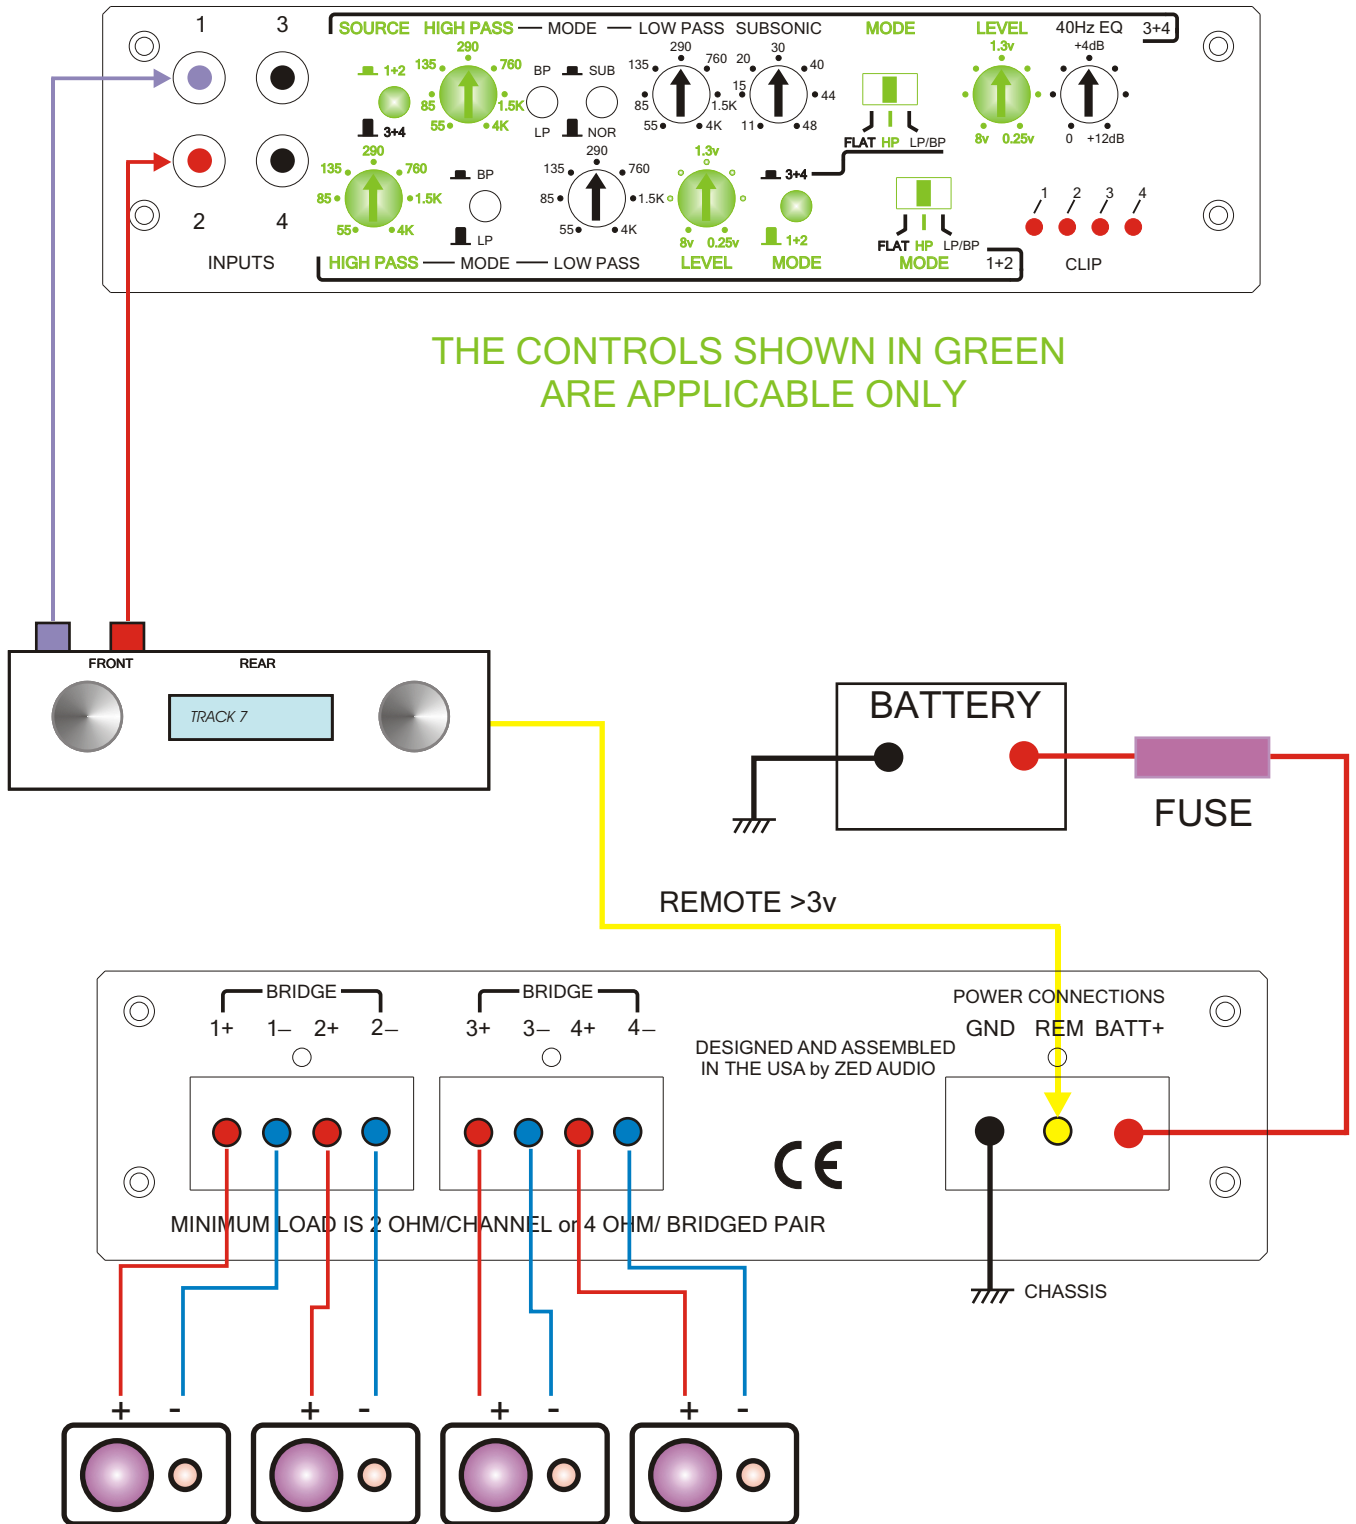 1 3
SOURCE HIGH PASS MODE LOW PASS SUBSONIC MODE LEVEL 40Hz EQ 3+4
290 290 30 1.3v +4dB
135 760 BP SUB 135 760 20 40
1+2
85 1.5K 85 1.5K 15 44
55 4K LP NOR 55 4K 11 48 8v 0.25v 0 +12dB
3+4
FLAT HP LP/BP
290 290 1.3v
135 760 BP 135 760 3+4
85 1.5K 85 1.5K
55 4K LP 55 4K 8v 0.25v 1+2
1 2 3 4
FLAT HP LP/BP
2 4
INPUTS
HIGH PASS MODE LOW PASS LEVEL MODE MODE 1+2 CLIP
THE CONTROLS SHOWN IN GREEN
ARE APPLICABLE ONLY
FRONT REAR
TRACK 7
BATTERY
FUSE
REMOTE >3v
BRIDGE BRIDGE
1+ 1– 2+ 2– 3+ 3– 4+ 4–
POWER CONNECTIONS
GND REM BATT+
DESIGNED AND ASSEMBLED
IN THE USA by ZED AUDIO
CE
MINIMUM LOAD IS 2 OHM/CHANNEL or 4 OHM/ BRIDGED PAIR
CHASSIS
+ - + - + - + -